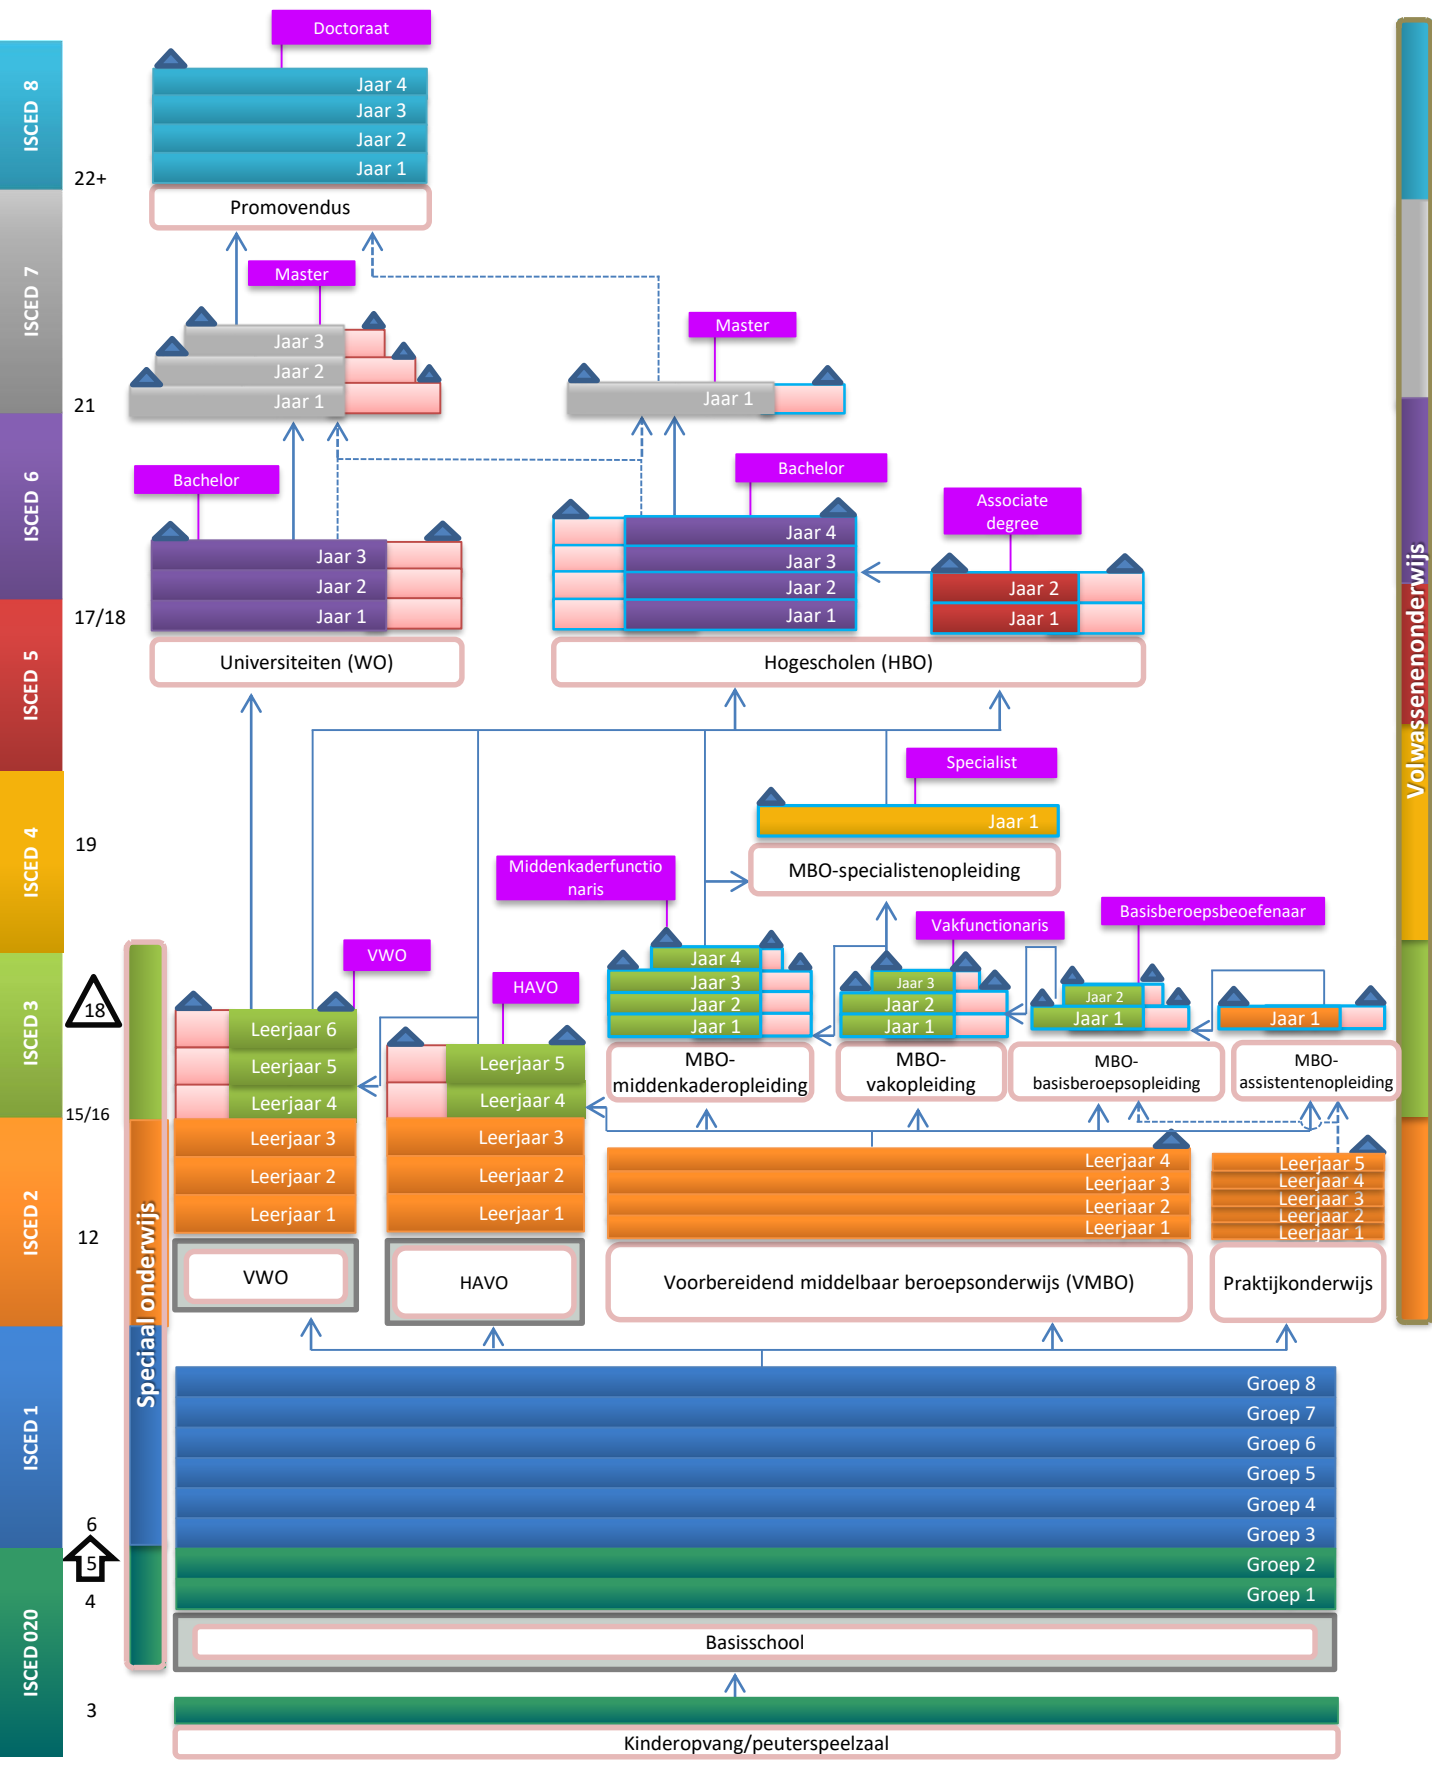 Doctoraat
Jaar 4
Jaar 3
Jaar 2
Jaar 1
Promovendus
ISCED 8
22+
Master
Jaar 3
Jaar 2
Jaar 1
Master
Jaar 1
ISCED 7
21
Bachelor
Jaar 3
Jaar 2
Jaar 1
Universiteiten (WO)
Bachelor
Jaar 4
Jaar 3
Jaar 2
Jaar 1
Associate
degree
Jaar 2
Jaar 1
Hogescholen (HBO)
ISCED 6
17/18
ISCED 5
Specialist
Jaar 1
MBO-specialistenopleiding
ISCED 4
19
Middenkaderfunctio
naris
Jaar 4
Jaar 3
Jaar 2
Jaar 1
MBO-
middenkaderopleiding
Vakfunctionaris
Jaar 3
Jaar 2
Jaar 1
MBO-
vakopleiding
Basisberoepsbeoefenaar
Jaar 2
Jaar 1
MBO-
basisberoepsopleiding
Jaar 1
MBO-
assistentenopleiding
ISCED 3
18
15/16
VWO
Leerjaar 6
Leerjaar 5
Leerjaar 4
Leerjaar 3
Leerjaar 2
Leerjaar 1
VWO
HAVO
Leerjaar 5
Leerjaar 4
Leerjaar 3
Leerjaar 2
Leerjaar 1
HAVO
Leerjaar 4
Leerjaar 3
Leerjaar 2
Leerjaar 1
Voorbereidend middelbaar beroepsonderwijs (VMBO)
Leerjaar 5
Leerjaar 4
Leerjaar 3
Leerjaar 2
Leerjaar 1
Praktijkonderwijs
ISCED 2
12
Speciaal onderwijs
Volwassenenonderwijs
ISCED 1
Groep 8
Groep 7
Groep 6
Groep 5
Groep 4
Groep 3
Groep 2
Groep 1
6
5
4
Basisschool
ISCED 020
3
Kinderopvang/peuterspeelzaal